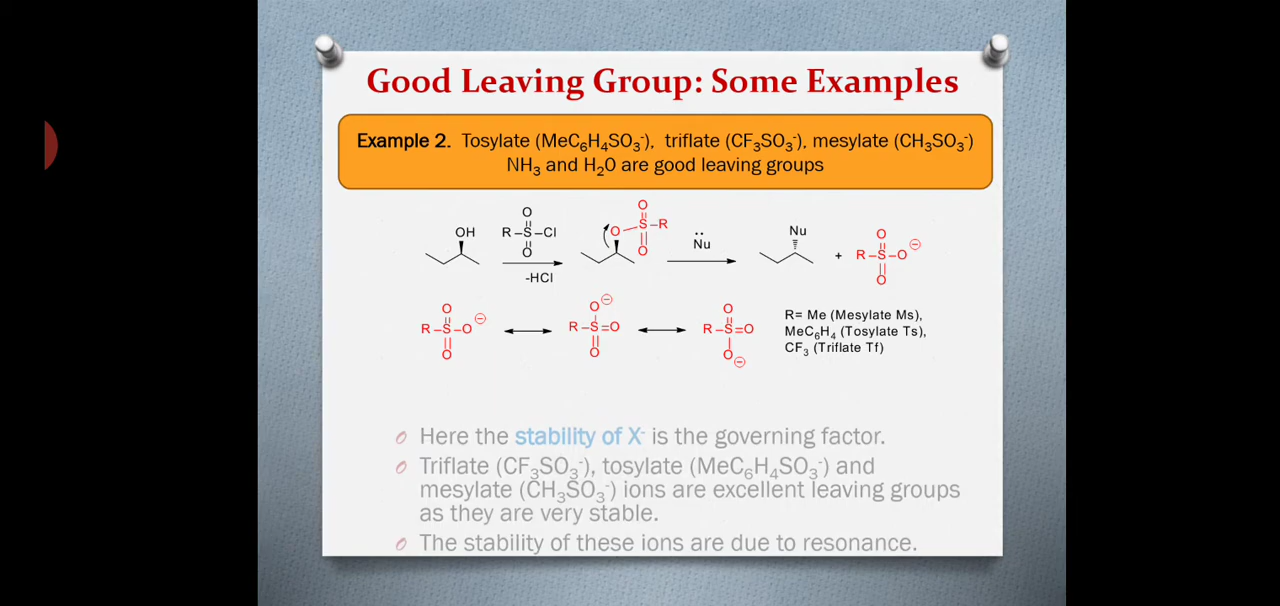 Good Leaving Group: Some Examples
Example 2. Tosylate (MeC₆H₄SO₃⁻), triflate (CF₃SO₃⁻), mesylate (CH₃SO₃⁻)
NH₃ and H₂O are good leaving groups
OH
O
R–S–Cl
O
-HCl
O
O S–R
O
Nu
Nu
+
O
R–S–O ⊖
O
O
R–S–O ⊖
O
O ⊖
R–S=O
O
O
R–S=O
O ⊖
R= Me (Mesylate Ms),
MeC₆H₄ (Tosylate Ts),
CF₃ (Triflate Tf)
Here the stability of X⁻ is the governing factor.
Triflate (CF₃SO₃⁻), tosylate (MeC₆H₄SO₃⁻) and
mesylate (CH₃SO₃⁻) ions are excellent leaving groups
as they are very stable.
The stability of these ions are due to resonance.